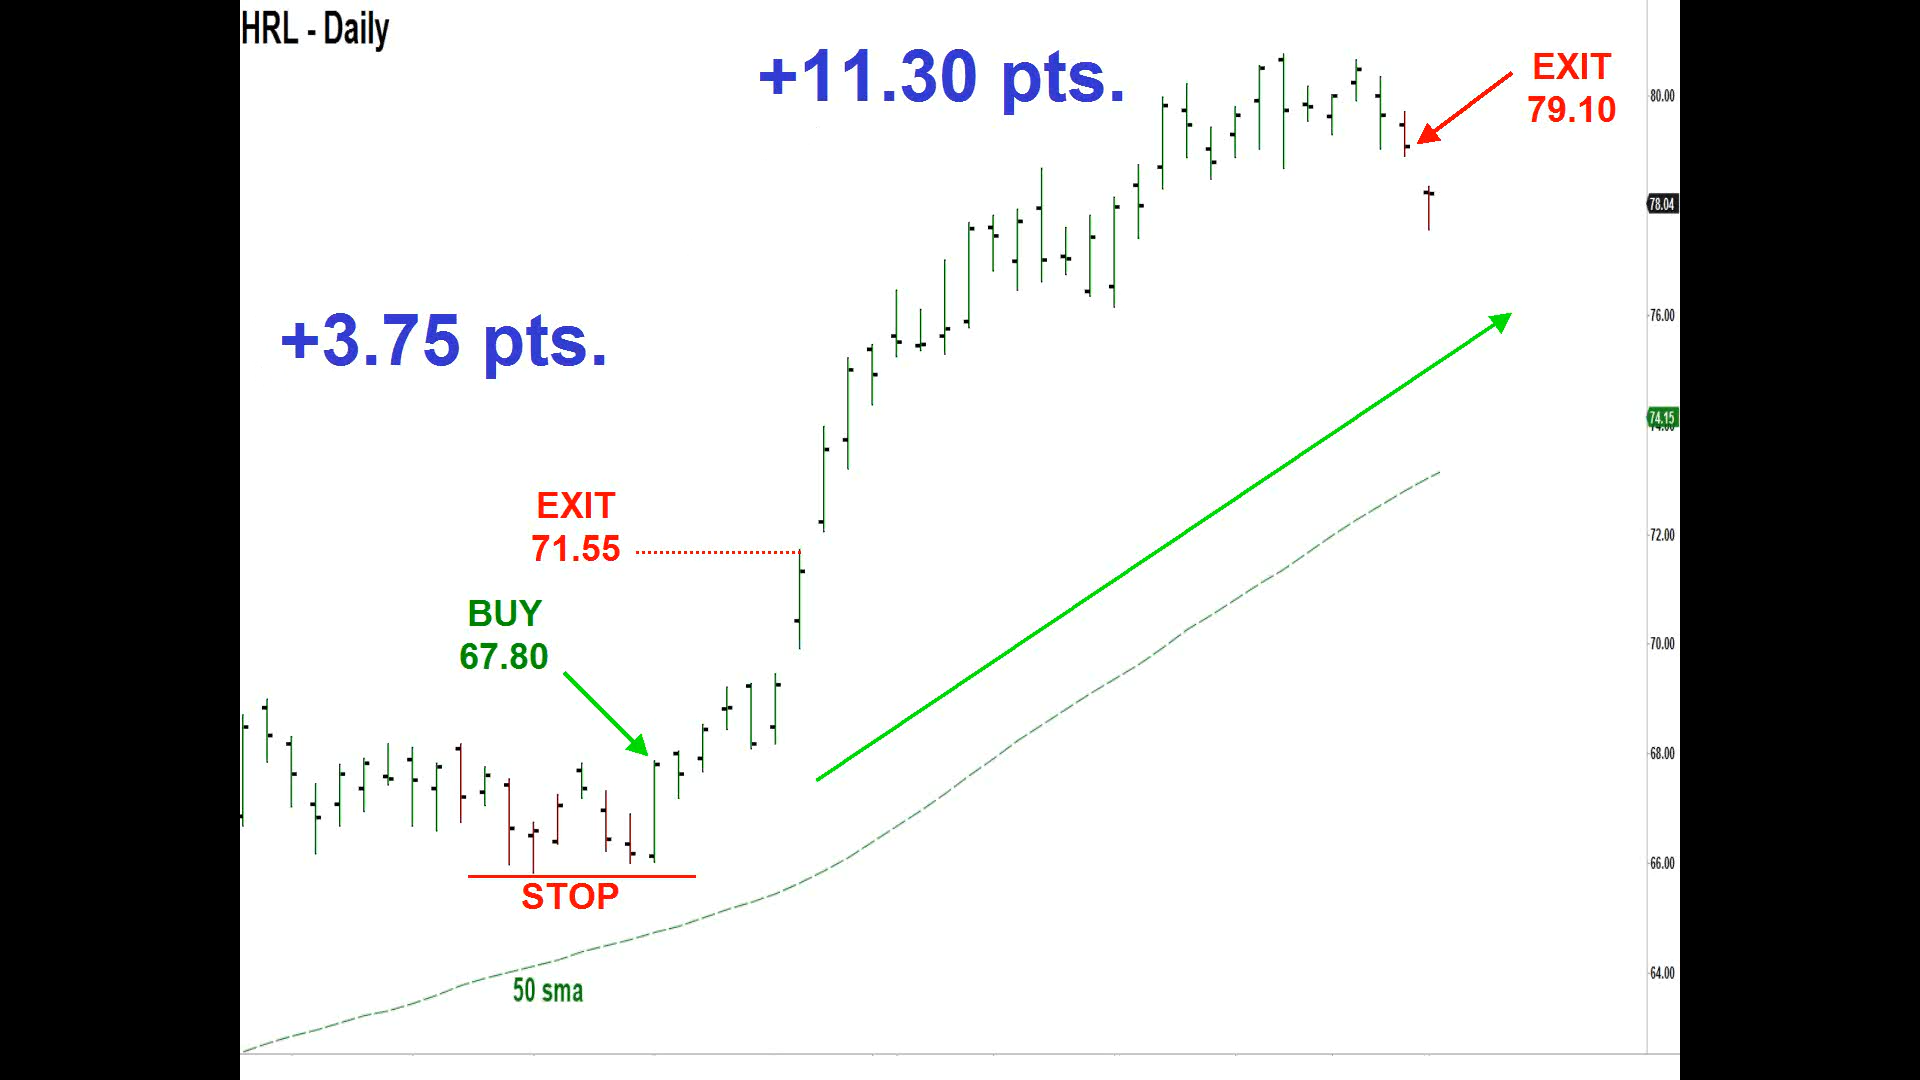 HRL - Daily
+11.30 pts.
EXIT
79.10
80.00
78.04
+3.75 pts.
76.00
74.15
74.00
EXIT
71.55
72.00
BUY
67.80
70.00
68.00
66.00
STOP
64.00
50 sma